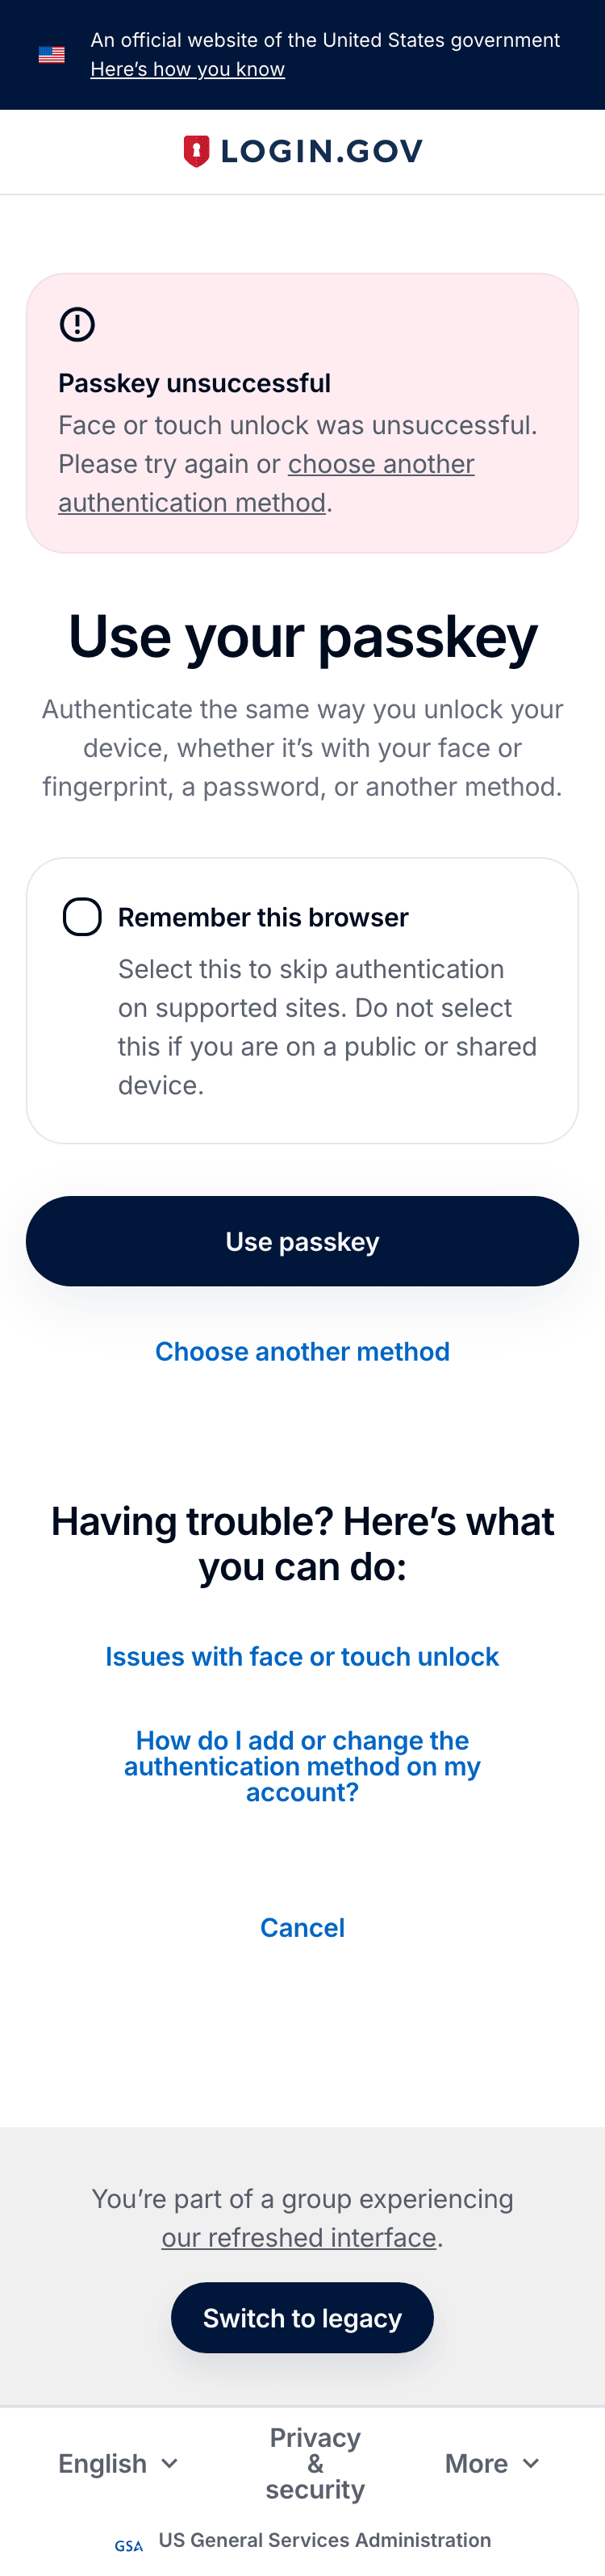 An official website of the United States government
Here’s how you know
LOGIN.GOV
Passkey unsuccessful
Face or touch unlock was unsuccessful.
Please try again or choose another
authentication method.
Use your passkey
Authenticate the same way you unlock your
device, whether it’s with your face or
fingerprint, a password, or another method.
Remember this browser
Select this to skip authentication
on supported sites. Do not select
this if you are on a public or shared
device.
Use passkey
Choose another method
Having trouble? Here’s what
you can do:
Issues with face or touch unlock
How do I add or change the
authentication method on my
account?
Cancel
You’re part of a group experiencing
our refreshed interface.
Switch to legacy
English
Privacy
&
security
More
GSA US General Services Administration